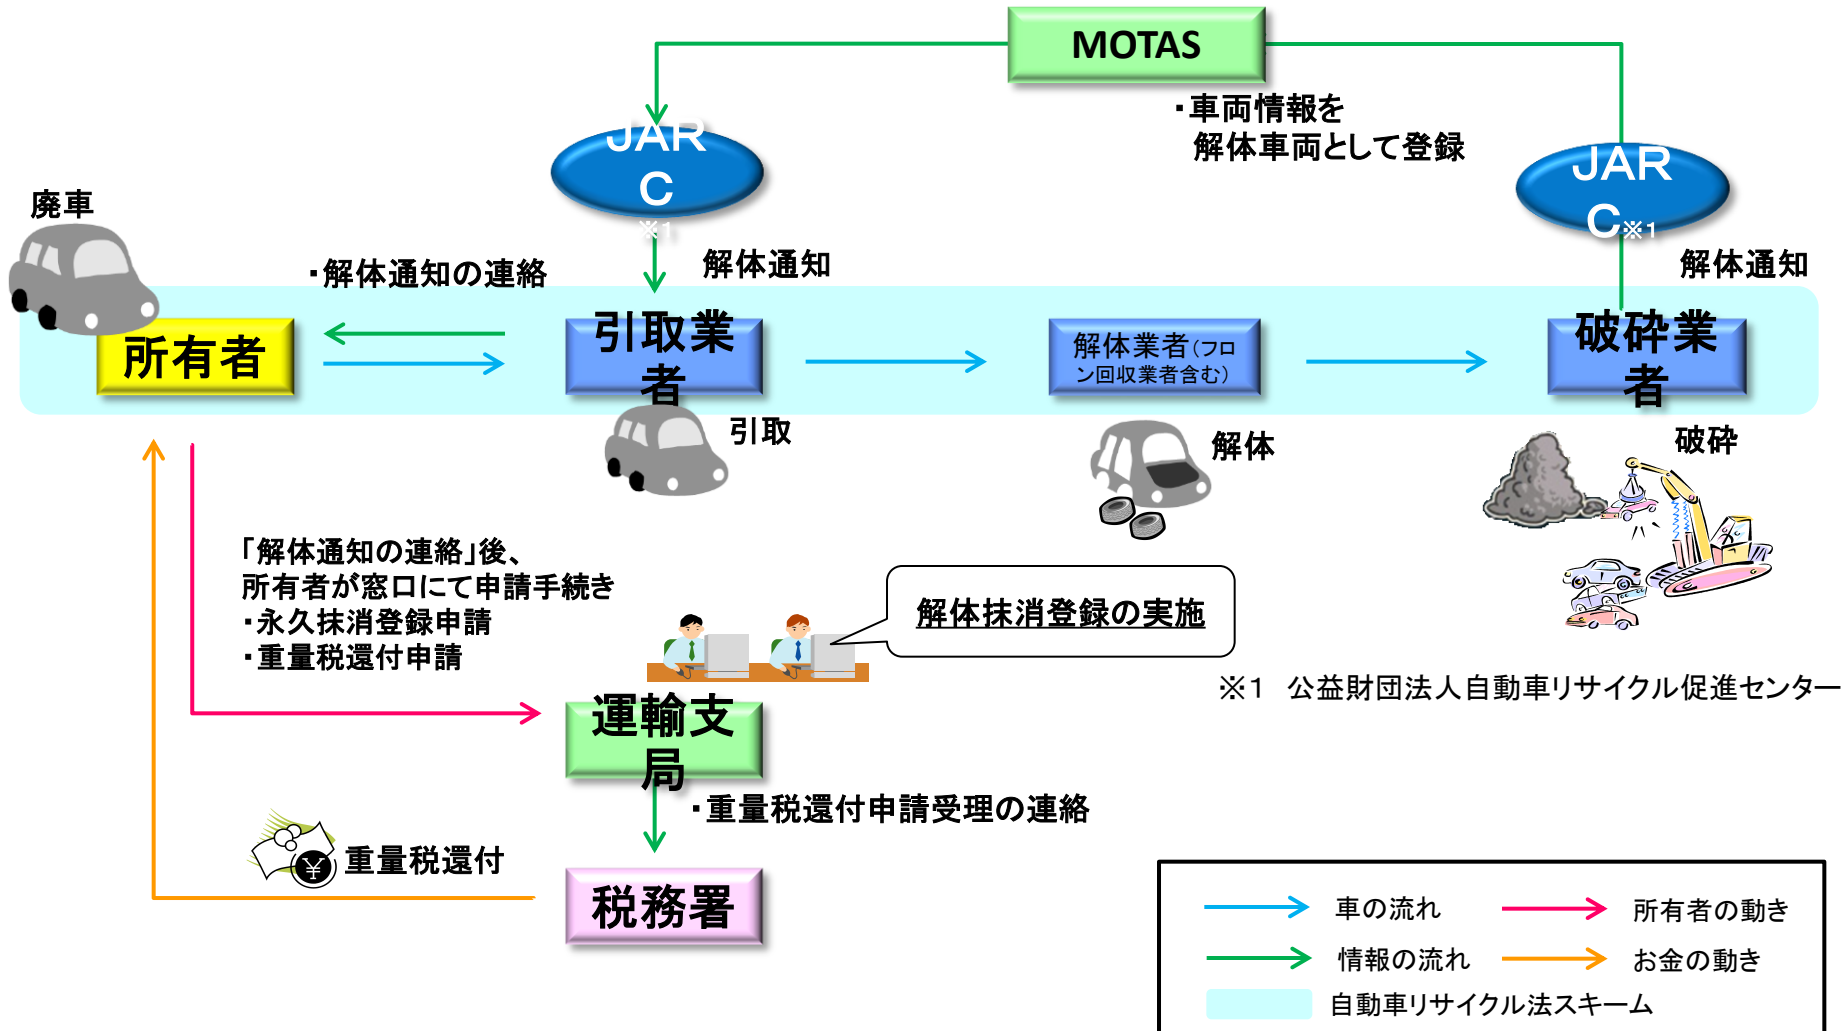 MOTAS
・車両情報を
解体車両として登録
JAR
C
※1
JAR
C※1
廃車
・解体通知の連絡
解体通知
解体通知
所有者
引取業
者
解体業者(フロ
ン回収業者含む)
破砕業
者
引取
解体
破砕
「解体通知の連絡」後、
所有者が窓口にて申請手続き
・永久抹消登録申請
・重量税還付申請
解体抹消登録の実施
※1 公益財団法人自動車リサイクル促進センター
運輸支
局
・重量税還付申請受理の連絡
¥
重量税還付
税務署
車の流れ
所有者の動き
情報の流れ
お金の動き
自動車リサイクル法スキーム